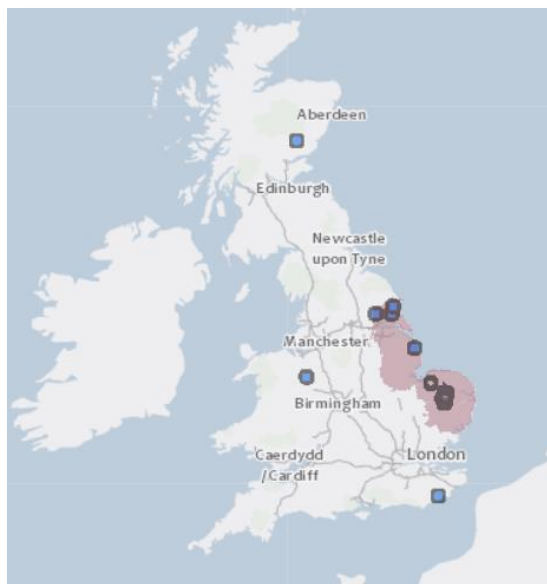 Aberdeen
Edinburgh
Newcastle
upon Tyne
Manchester
Birmingham
Caerdydd
/Cardiff
London